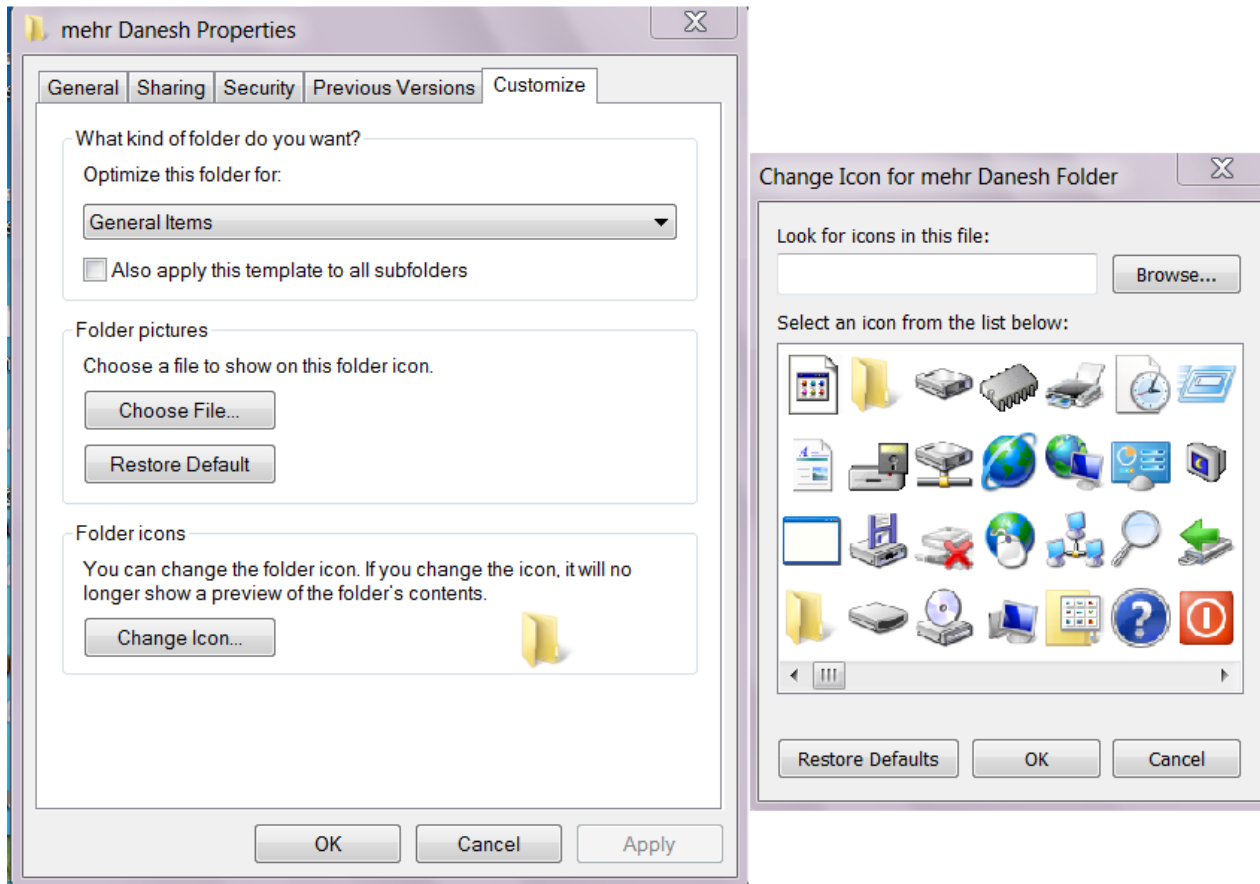 mehr Danesh Properties
General Sharing Security Previous Versions Customize
What kind of folder do you want?
Optimize this folder for:
General Items
Also apply this template to all subfolders
Folder pictures
Choose a file to show on this folder icon.
Choose File...
Restore Default
Folder icons
You can change the folder icon. If you change the icon, it will no
longer show a preview of the folder's contents.
Change Icon...
OK Cancel Apply
Change Icon for mehr Danesh Folder
Look for icons in this file:
Browse...
Select an icon from the list below:
Restore Defaults OK Cancel